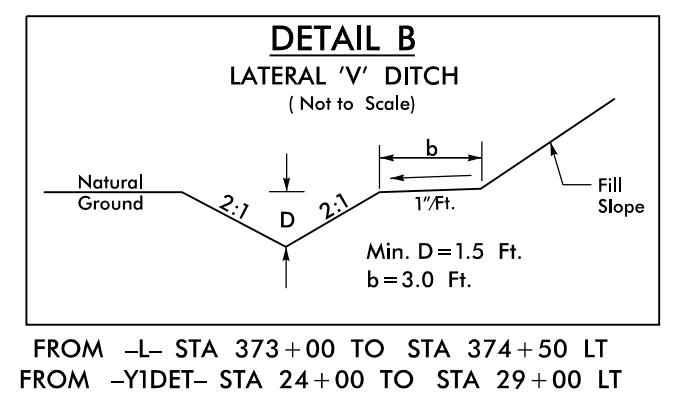 DETAIL B
LATERAL 'V' DITCH
(Not to Scale)
b
Natural
Ground
2:1
D
2:1
1"/Ft.
Fill
Slope
Min. D=1.5 Ft.
b=3.0 Ft.
FROM -L- STA 373+00 TO STA 374+50 LT
FROM -Y1DET- STA 24+00 TO STA 29+00 LT